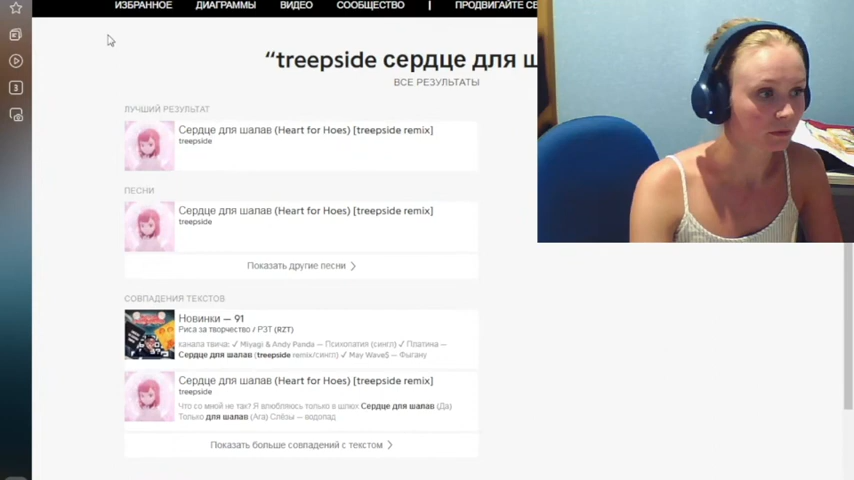 ИЗБРАННОЕ ДИАГРАММЫ ВИДЕО СООБЩЕСТВО | ПРОДВИГАЙТЕ
“treepside сердце для
ВСЕ РЕЗУЛЬТАТЫ
ЛУЧШИЙ РЕЗУЛЬТАТ
Сердце для шалав (Heart for Hoes) [treepside remix]
treepside
ПЕСНИ
Сердце для шалав (Heart for Hoes) [treepside remix]
treepside
Показать другие песни
СОВПАДЕНИЯ ТЕКСТОВ
Новинки — 91
Риса за творчество / РЗТ (RZT)
канала твича: ✓ Miyagi & Andy Panda — Психопатия (сингл) ✓ Платина —
Сердце для шалав (treepside remix/сингл) ✓ May Wave$ — Фыгану
Сердце для шалав (Heart for Hoes) [treepside remix]
treepside
Что со мной не так? Я влюбляюсь только в шлюх Сердце для шалав (Да)
Только для шалав (Ага) Слёзы — водопад
Показать больше совпадений с текстом
3